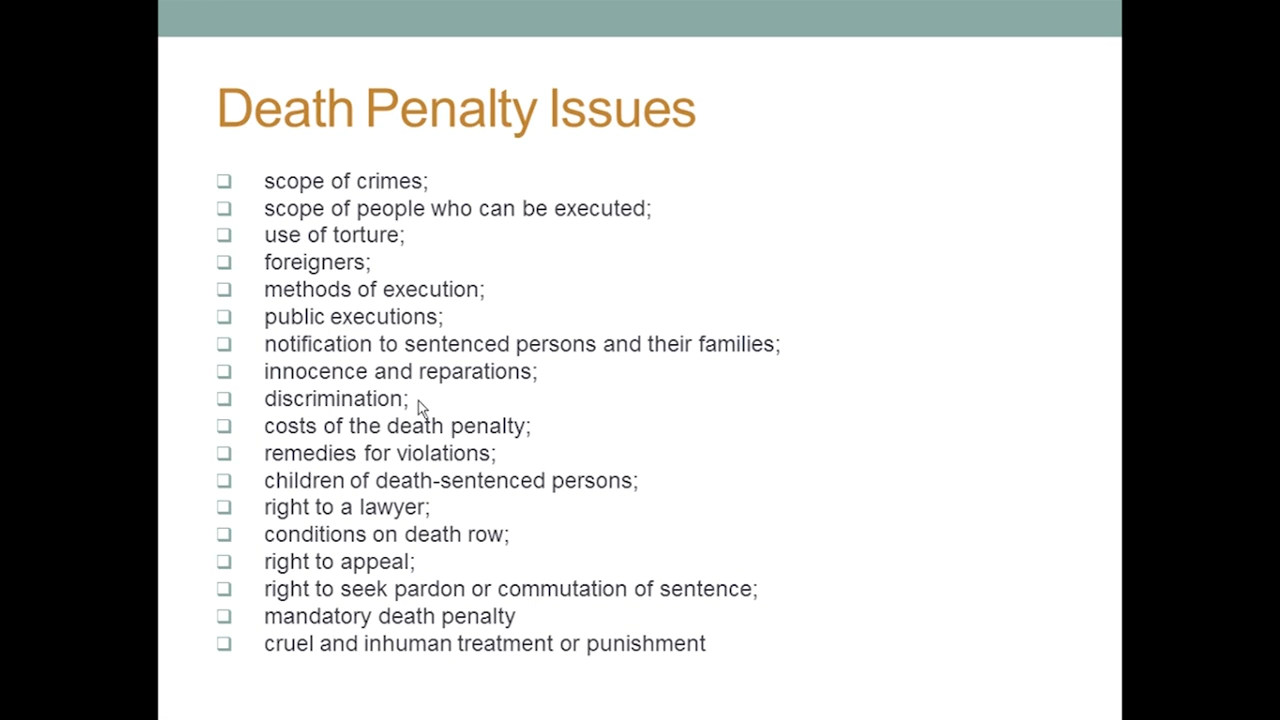 Death Penalty Issues
scope of crimes;
scope of people who can be executed;
use of torture;
foreigners;
methods of execution;
public executions;
notification to sentenced persons and their families;
innocence and reparations;
discrimination;
costs of the death penalty;
remedies for violations;
children of death-sentenced persons;
right to a lawyer;
conditions on death row;
right to appeal;
right to seek pardon or commutation of sentence;
mandatory death penalty
cruel and inhuman treatment or punishment